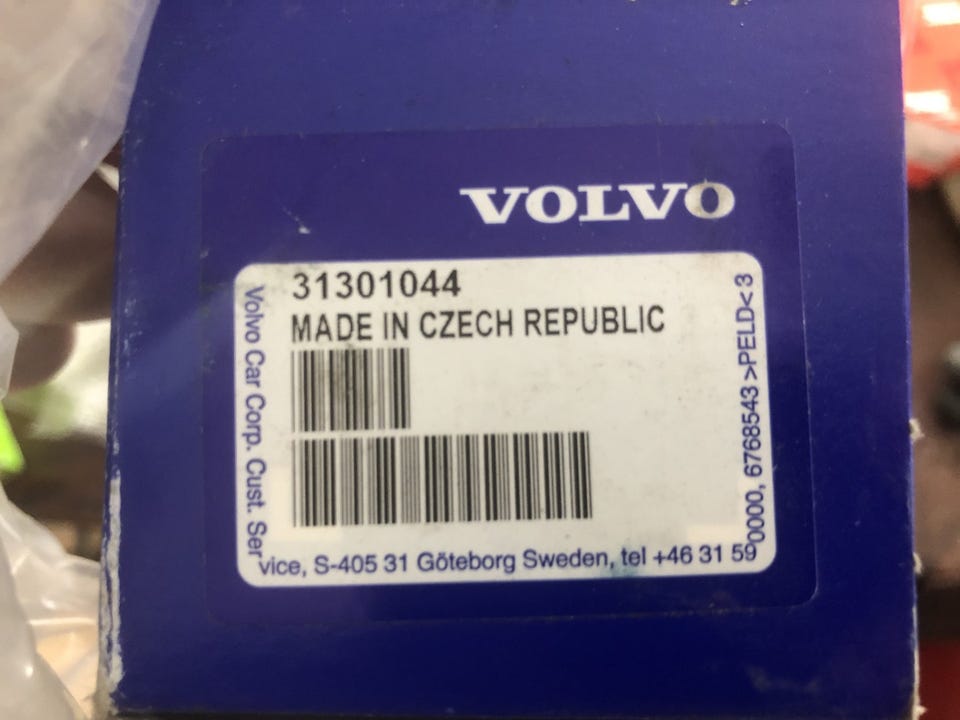 VOLVO
31301044
MADE IN CZECH REPUBLIC
Volvo Car Corp. Cust. Service, S-405 31 Göteborg Sweden, tel +46 31 590000, 6768543 >PELD< 3